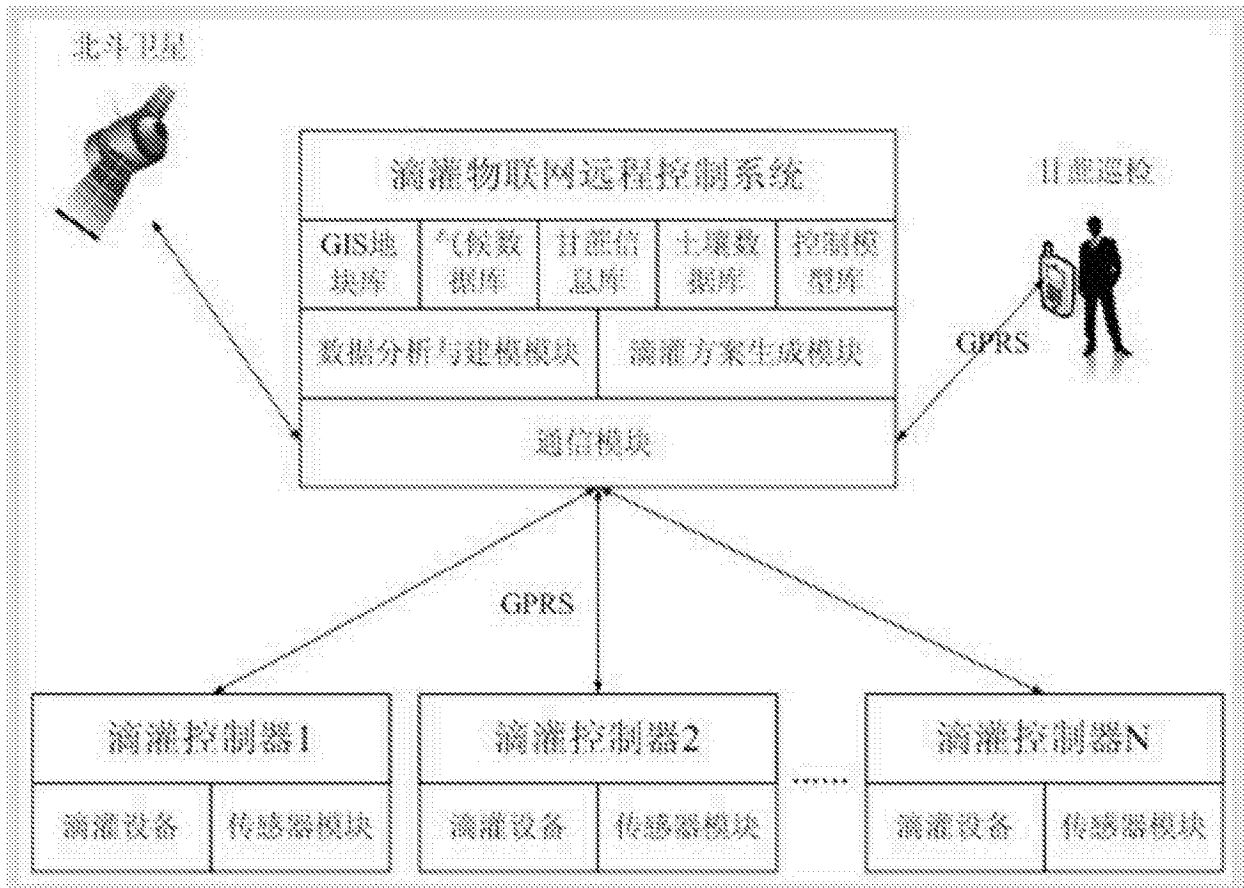 北斗卫星
滴灌物联网远程控制系统
甘蔗巡检
GIS地
块库
气候数
据库
甘蔗信
息库
土壤数
据库
控制模
型库
GPRS
数据分析与建模模块
滴灌方案生成模块
通信模块
GPRS
滴灌控制器1
滴灌控制器2
滴灌控制器N
......
滴灌设备
传感器模块
滴灌设备
传感器模块
滴灌设备
传感器模块